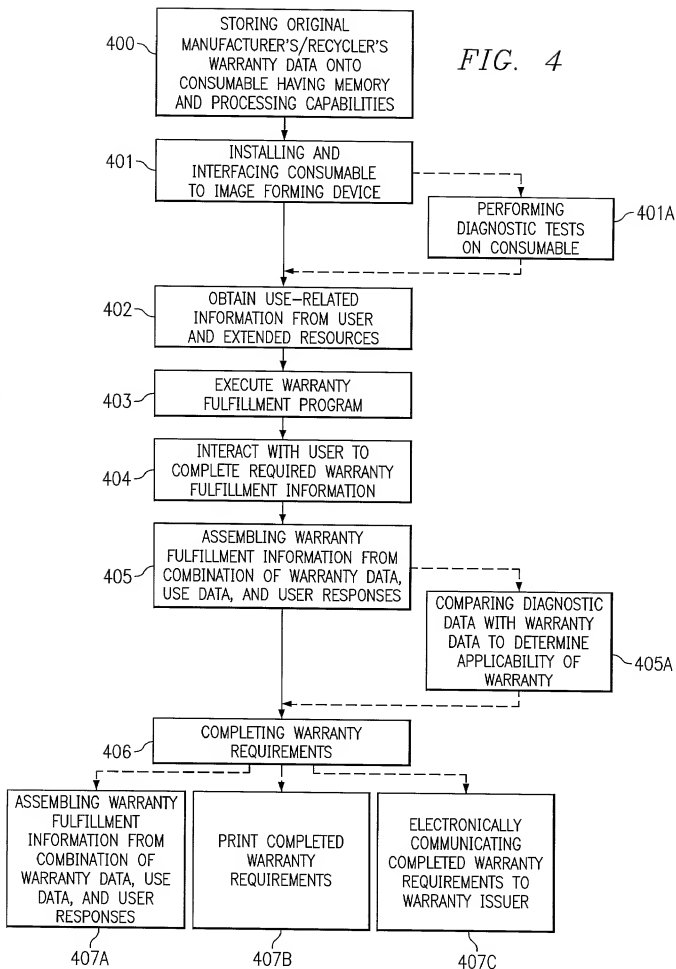 STORING ORIGINAL
MANUFACTURER'S/RECYCLER'S
WARRANTY DATA ONTO
CONSUMABLE HAVING MEMORY
AND PROCESSING CAPABILITIES
400
FIG. 4
INSTALLING AND
INTERFACING CONSUMABLE
TO IMAGE FORMING DEVICE
401
PERFORMING
DIAGNOSTIC TESTS
ON CONSUMABLE
401A
OBTAIN USE-RELATED
INFORMATION FROM USER
AND EXTENDED RESOURCES
402
EXECUTE WARRANTY
FULFILLMENT PROGRAM
403
INTERACT WITH USER TO
COMPLETE REQUIRED WARRANTY
FULFILLMENT INFORMATION
404
ASSEMBLING WARRANTY
FULFILLMENT INFORMATION FROM
COMBINATION OF WARRANTY DATA,
USE DATA, AND USER RESPONSES
405
COMPARING DIAGNOSTIC
DATA WITH WARRANTY
DATA TO DETERMINE
APPLICABILITY OF
WARRANTY
405A
COMPLETING WARRANTY
REQUIREMENTS
406
ASSEMBLING WARRANTY
FULFILLMENT
INFORMATION FROM
COMBINATION OF
WARRANTY DATA, USE
DATA, AND USER
RESPONSES
407A
PRINT COMPLETED
WARRANTY
REQUIREMENTS
407B
ELECTRONICALLY
COMMUNICATING
COMPLETED WARRANTY
REQUIREMENTS TO
WARRANTY ISSUER
407C